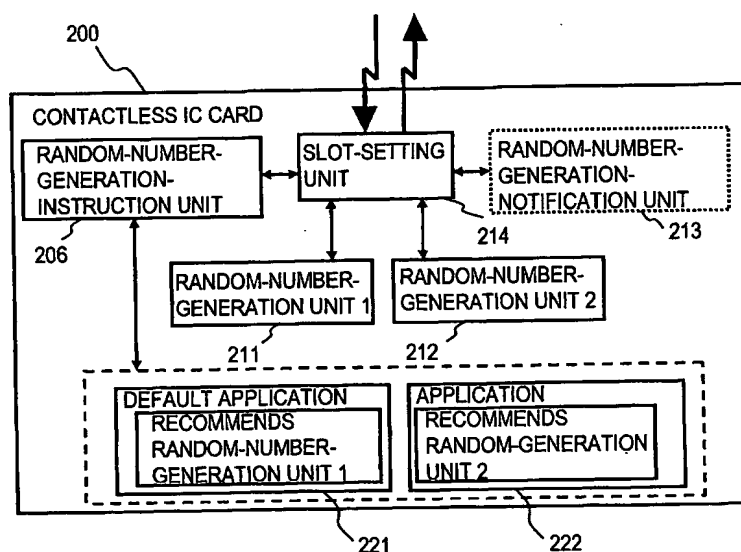 200
CONTACTLESS IC CARD
RANDOM-NUMBER-
GENERATION-
INSTRUCTION UNIT
206
SLOT-SETTING
UNIT
214
RANDOM-NUMBER-
GENERATION-
NOTIFICATION UNIT
213
RANDOM-NUMBER-
GENERATION UNIT 1
211
RANDOM-NUMBER-
GENERATION UNIT 2
212
DEFAULT APPLICATION
RECOMMENDS
RANDOM-NUMBER-
GENERATION UNIT 1
221
APPLICATION
RECOMMENDS
RANDOM-GENERATION
UNIT 2
222